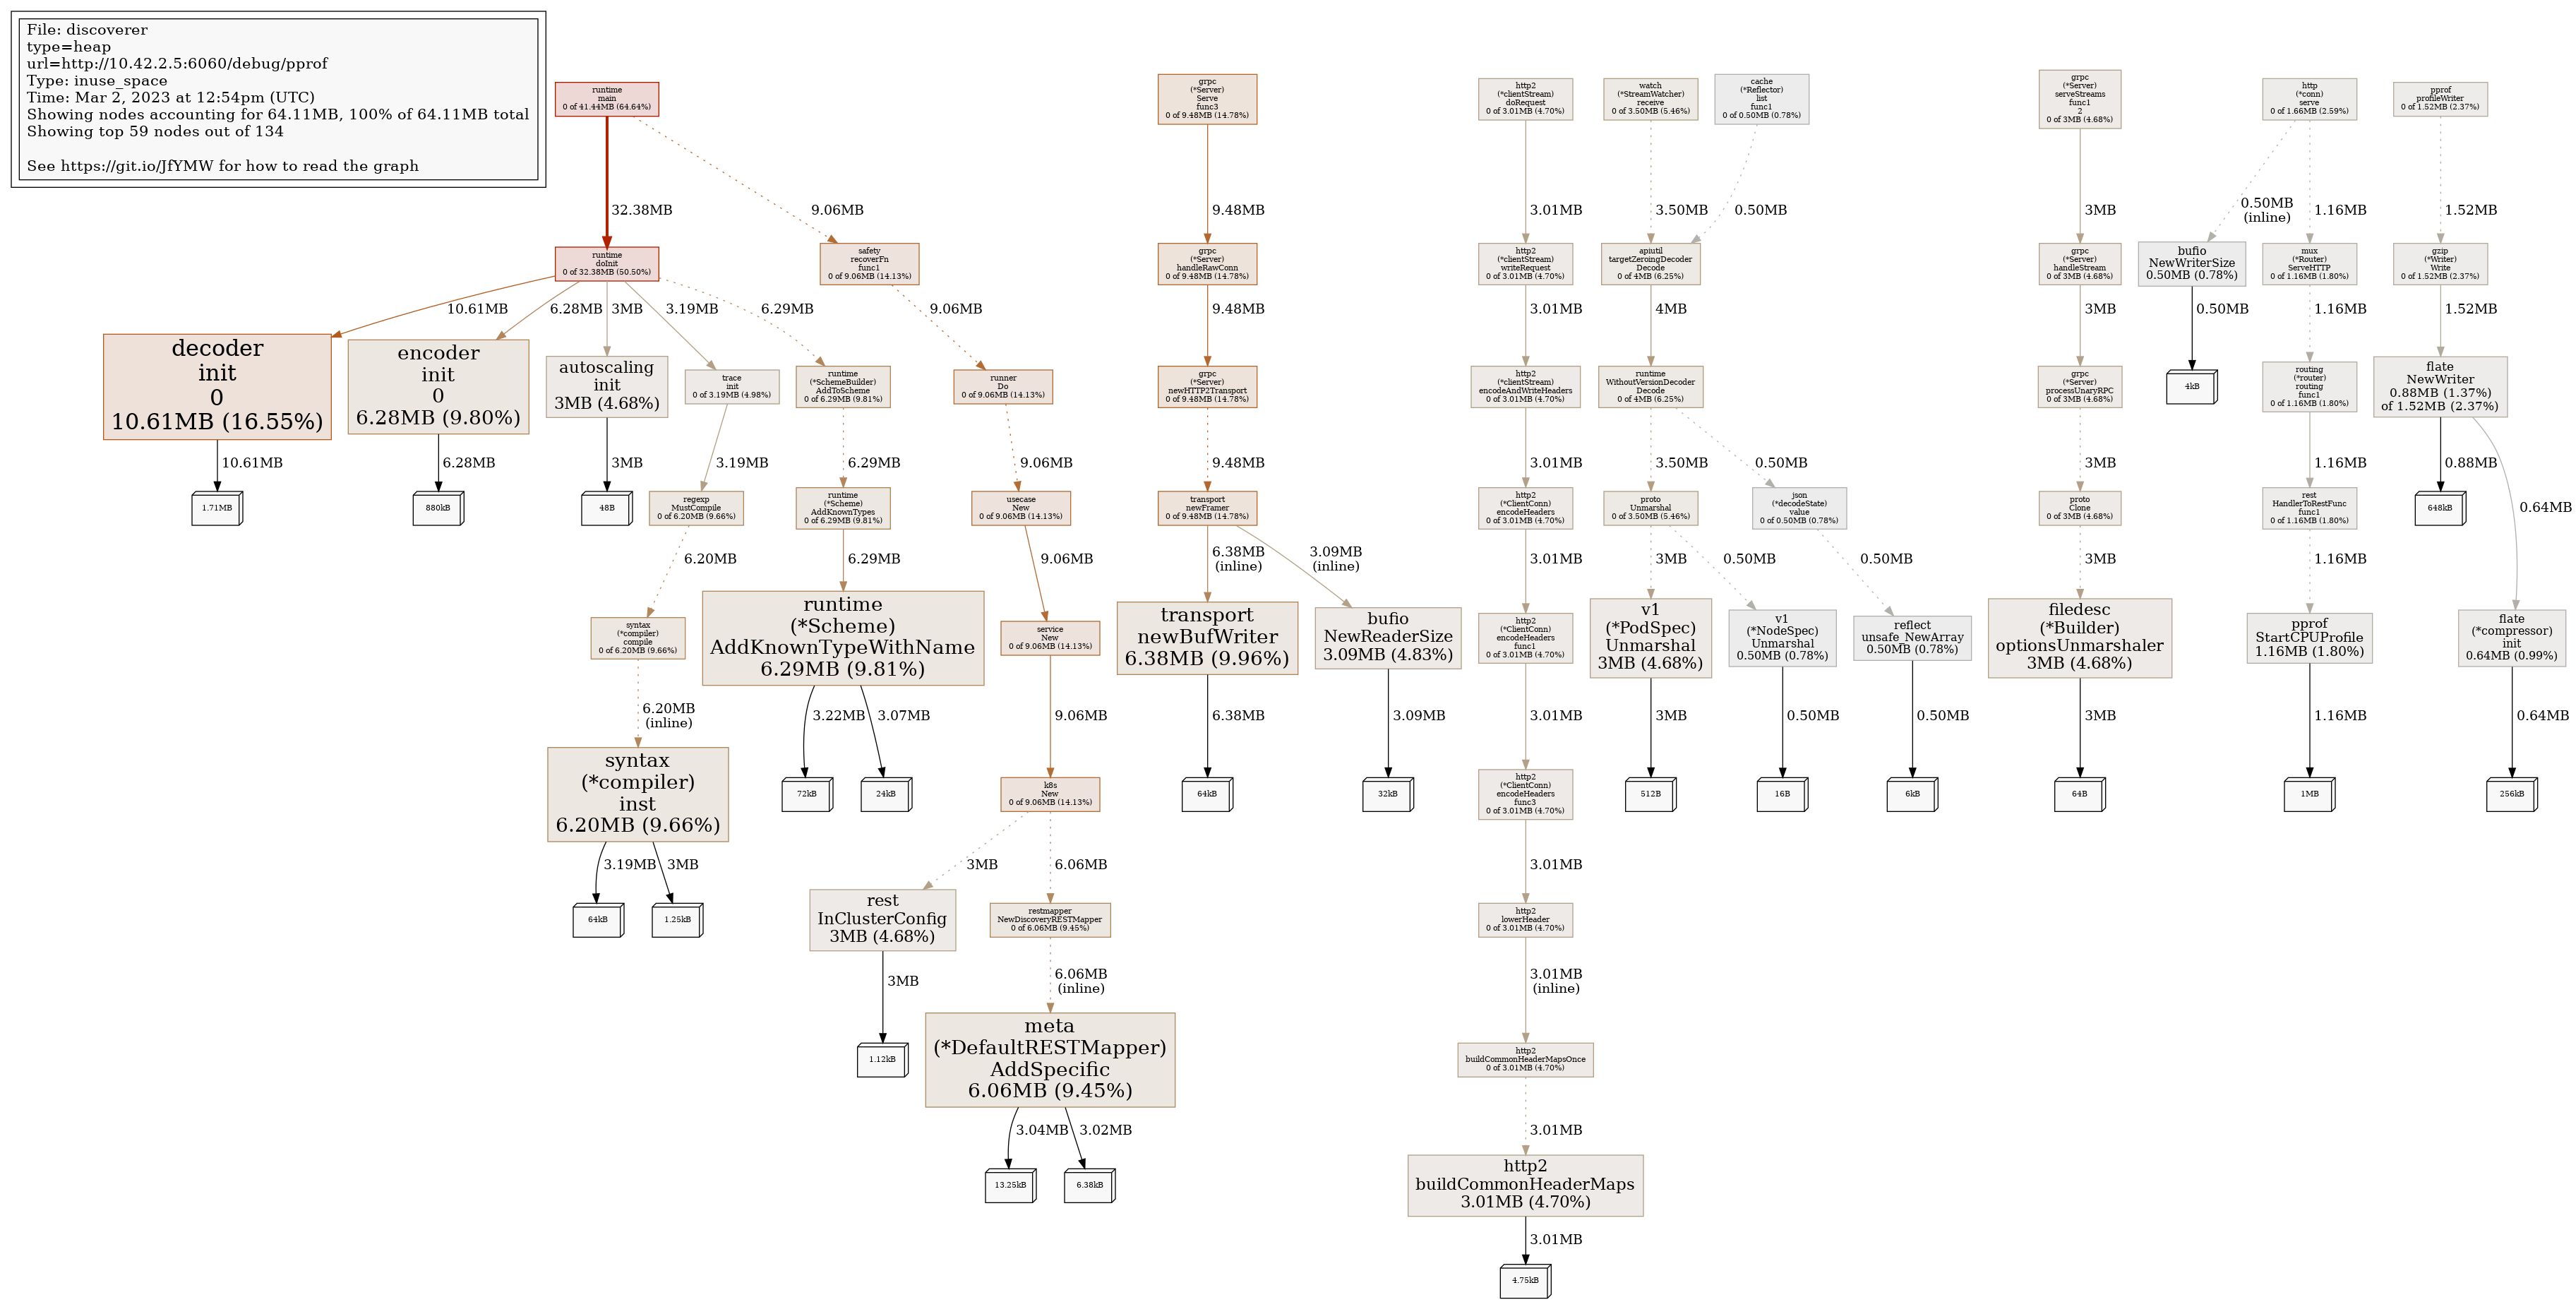 File: discoverer
type=heap
url=http://10.42.2.5:6060/debug/pprof
Type: inuse_space
Time: Mar 2, 2023 at 12:54pm (UTC)
Showing nodes accounting for 64.11MB, 100% of 64.11MB total
Showing top 59 nodes out of 134
See https://git.io/JfYMW for how to read the graph
runtime
main
0 of 41.44MB (64.64%)
grpc
(*Server)
Serve
func3
0 of 9.48MB (14.78%)
http2
(*clientStream)
doRequest
0 of 3.01MB (4.70%)
watch
(*StreamWatcher)
receive
0 of 3.50MB (5.46%)
cache
(*Reflector)
list
func1
0 of 0.50MB (0.78%)
grpc
(*Server)
serveStreams
func1
2
0 of 3MB (4.68%)
http
(*conn)
serve
0 of 1.66MB (2.59%)
pprof
profileWriter
0 of 1.52MB (2.37%)
32.38MB
9.06MB
9.48MB
3.01MB
3.50MB
0.50MB
3MB
0.50MB
(inline)
1.16MB
1.52MB
runtime
doInit
0 of 32.38MB (50.50%)
safety
recoverFn
func1
0 of 9.06MB (14.13%)
grpc
(*Server)
handleRawConn
0 of 9.48MB (14.78%)
http2
(*clientStream)
writeRequest
0 of 3.01MB (4.70%)
apiutil
targetZeroingDecoder
Decode
0 of 4MB (6.25%)
grpc
(*Server)
handleStream
0 of 3MB (4.68%)
bufio
NewWriterSize
0.50MB (0.78%)
mux
(*Router)
ServeHTTP
0 of 1.16MB (1.80%)
gzip
(*Writer)
Write
0 of 1.52MB (2.37%)
10.61MB
6.28MB
3MB
3.19MB
6.29MB
9.06MB
9.48MB
3.01MB
4MB
3MB
0.50MB
1.16MB
1.52MB
decoder
init
0
10.61MB (16.55%)
encoder
init
0
6.28MB (9.80%)
autoscaling
init
3MB (4.68%)
trace
init
0 of 3.19MB (4.98%)
runtime
(*SchemeBuilder)
AddToScheme
0 of 6.29MB (9.81%)
runner
Do
0 of 9.06MB (14.13%)
grpc
(*Server)
newHTTP2Transport
0 of 9.48MB (14.78%)
http2
(*clientStream)
encodeAndWriteHeaders
0 of 3.01MB (4.70%)
runtime
WithoutVersionDecoder
Decode
0 of 4MB (6.25%)
grpc
(*Server)
processUnaryRPC
0 of 3MB (4.68%)
4kB
routing
(*router)
routing
func1
0 of 1.16MB (1.80%)
flate
NewWriter
0.88MB (1.37%)
of 1.52MB (2.37%)
10.61MB
6.28MB
3MB
3.19MB
6.29MB
9.06MB
9.48MB
3.01MB
3.50MB
0.50MB
3MB
1.16MB
0.88MB
0.64MB
1.71MB
880kB
48B
regexp
MustCompile
0 of 6.20MB (9.66%)
runtime
(*Scheme)
AddKnownTypes
0 of 6.29MB (9.81%)
usecase
New
0 of 9.06MB (14.13%)
transport
newFramer
0 of 9.48MB (14.78%)
http2
(*ClientConn)
encodeHeaders
0 of 3.01MB (4.70%)
proto
Unmarshal
0 of 3.50MB (5.46%)
json
(*decodeState)
value
0 of 0.50MB (0.78%)
proto
Clone
0 of 3MB (4.68%)
rest
HandlerToRestFunc
func1
0 of 1.16MB (1.80%)
648kB
6.20MB
6.29MB
9.06MB
6.38MB
(inline)
3.09MB
(inline)
3.01MB
3MB
0.50MB
0.50MB
3MB
1.16MB
syntax
(*compiler)
compile
0 of 6.20MB (9.66%)
runtime
(*Scheme)
AddKnownTypeWithName
6.29MB (9.81%)
service
New
0 of 9.06MB (14.13%)
transport
newBufWriter
6.38MB (9.96%)
bufio
NewReaderSize
3.09MB (4.83%)
http2
(*ClientConn)
encodeHeaders
func1
0 of 3.01MB (4.70%)
v1
(*PodSpec)
Unmarshal
3MB (4.68%)
v1
(*NodeSpec)
Unmarshal
0.50MB (0.78%)
reflect
unsafe_NewArray
0.50MB (0.78%)
filedesc
(*Builder)
optionsUnmarshaler
3MB (4.68%)
pprof
StartCPUProfile
1.16MB (1.80%)
flate
(*compressor)
init
0.64MB (0.99%)
6.20MB
(inline)
3.22MB
3.07MB
9.06MB
6.38MB
3.09MB
3.01MB
3MB
0.50MB
0.50MB
3MB
1.16MB
0.64MB
syntax
(*compiler)
inst
6.20MB (9.66%)
72kB
24kB
k8s
New
0 of 9.06MB (14.13%)
64kB
32kB
http2
(*ClientConn)
encodeHeaders
func3
0 of 3.01MB (4.70%)
512B
16B
6kB
64B
1MB
256kB
3.19MB
3MB
3MB
6.06MB
3.01MB
64kB
1.25kB
rest
InClusterConfig
3MB (4.68%)
restmapper
NewDiscoveryRESTMapper
0 of 6.06MB (9.45%)
http2
lowerHeader
0 of 3.01MB (4.70%)
3MB
6.06MB
(inline)
3.01MB
(inline)
1.12kB
meta
(*DefaultRESTMapper)
AddSpecific
6.06MB (9.45%)
http2
buildCommonHeaderMapsOnce
0 of 3.01MB (4.70%)
3.04MB
3.02MB
3.01MB
13.25kB
6.38kB
http2
buildCommonHeaderMaps
3.01MB (4.70%)
3.01MB
4.75kB